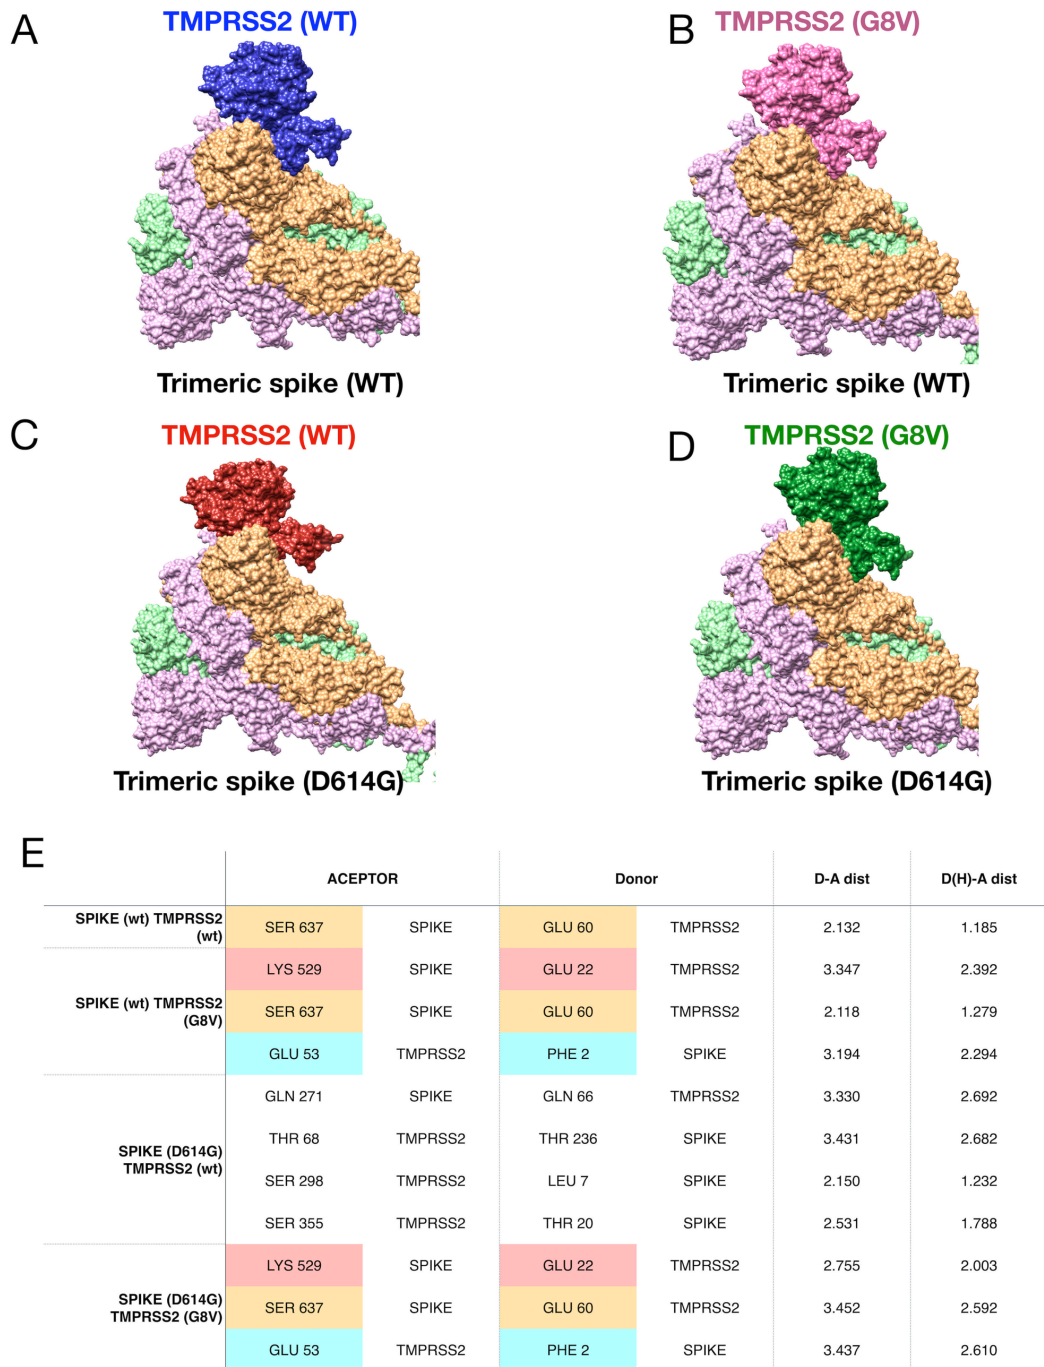 A
TMPRSS2 (WT)
B
TMPRSS2 (G8V)
Trimeric spike (WT)
Trimeric spike (WT)
C
TMPRSS2 (WT)
D
TMPRSS2 (G8V)
Trimeric spike (D614G)
Trimeric spike (D614G)
E
ACEPTOR Donor D-A dist D(H)-A dist
SPIKE (wt) TMPRSS2
(wt)
SER 637 SPIKE GLU 60 TMPRSS2 2.132 1.185
SPIKE (wt) TMPRSS2
(G8V)
LYS 529 SPIKE GLU 22 TMPRSS2 3.347 2.392
SER 637 SPIKE GLU 60 TMPRSS2 2.118 1.279
GLU 53 TMPRSS2 PHE 2 SPIKE 3.194 2.294
SPIKE (D614G)
TMPRSS2 (wt)
GLN 271 SPIKE GLN 66 TMPRSS2 3.330 2.692
THR 68 TMPRSS2 THR 236 SPIKE 3.431 2.682
SER 298 TMPRSS2 LEU 7 SPIKE 2.150 1.232
SER 355 TMPRSS2 THR 20 SPIKE 2.531 1.788
SPIKE (D614G)
TMPRSS2 (G8V)
LYS 529 SPIKE GLU 22 TMPRSS2 2.755 2.003
SER 637 SPIKE GLU 60 TMPRSS2 3.452 2.592
GLU 53 TMPRSS2 PHE 2 SPIKE 3.437 2.610